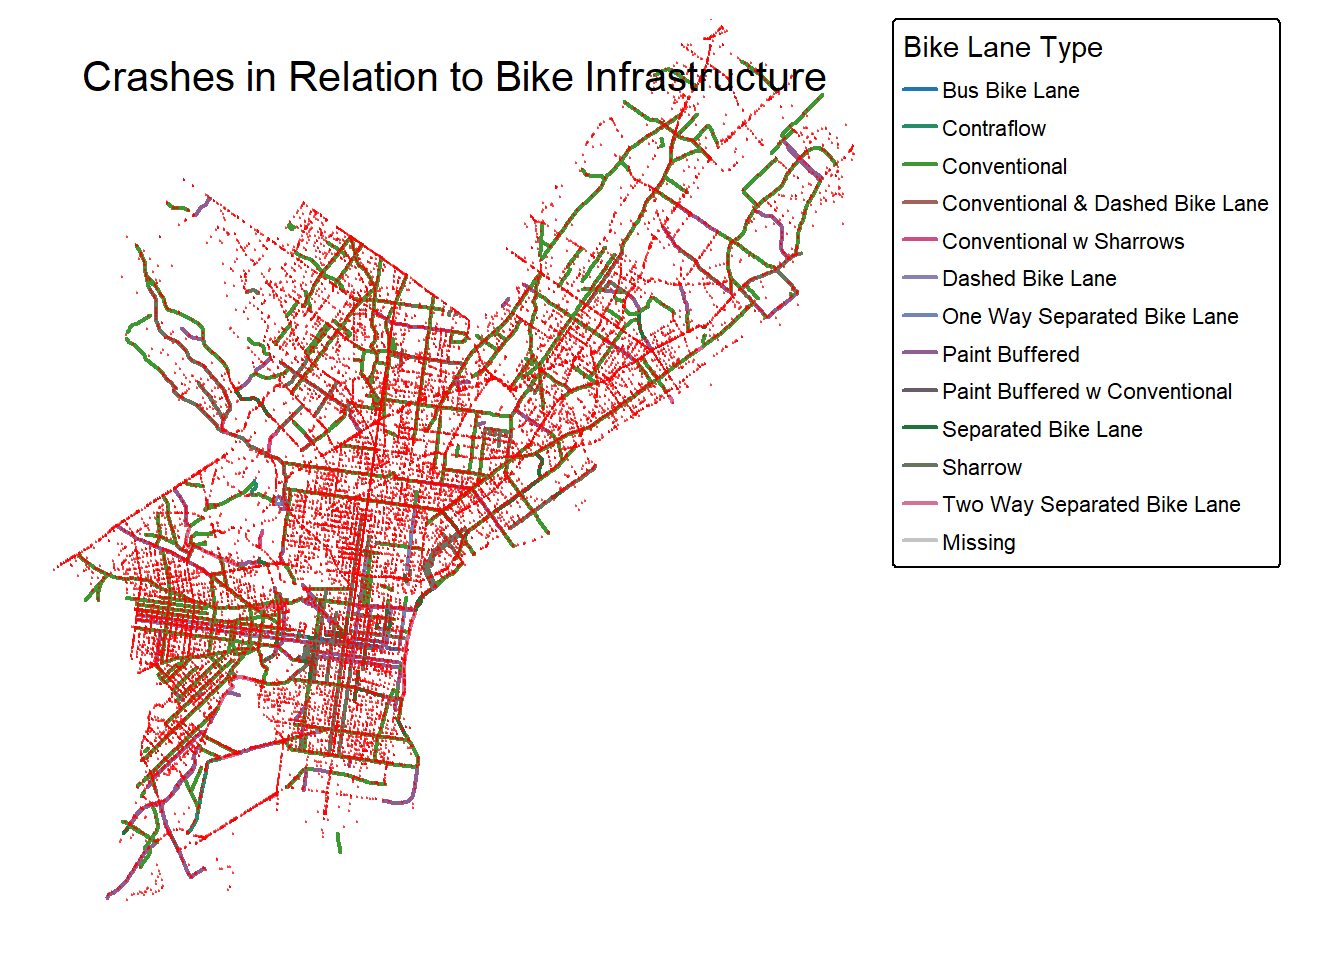 Crashes in Relation to Bike Infrastructure
Bike Lane Type
Bus Bike Lane
Contraflow
Conventional
Conventional & Dashed Bike Lane
Conventional w Sharrows
Dashed Bike Lane
One Way Separated Bike Lane
Paint Buffered
Paint Buffered w Conventional
Separated Bike Lane
Sharrow
Two Way Separated Bike Lane
Missing